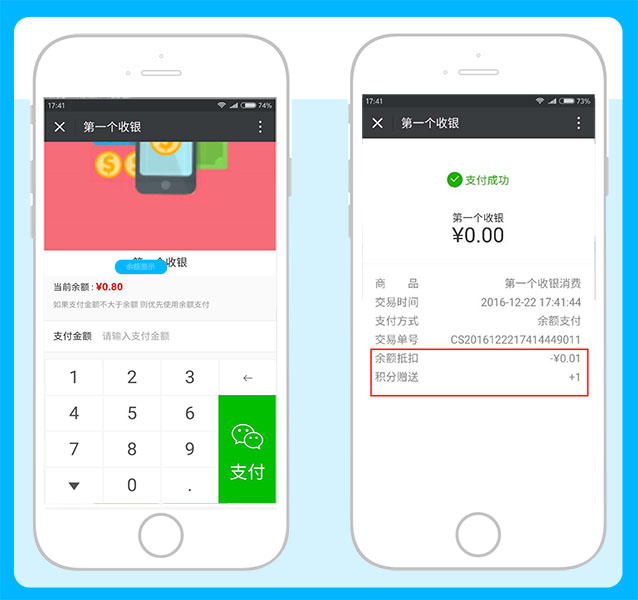 17:41
74%
第一个收银
第一个收银
余额提示
当前余额 : ¥0.80
如果支付金额不大于余额 则优先使用余额支付
支付金额 请输入支付金额
1 2 3 ←
4 5 6
7 8 9
支付
0 .
17:41
73%
第一个收银
支付成功
第一个收银
¥0.00
商 品 第一个收银消费
交易时间 2016-12-22 17:41:44
支付方式 余额支付
交易单号 CS2016122217414449011
余额抵扣 -¥0.01
积分赠送 +1